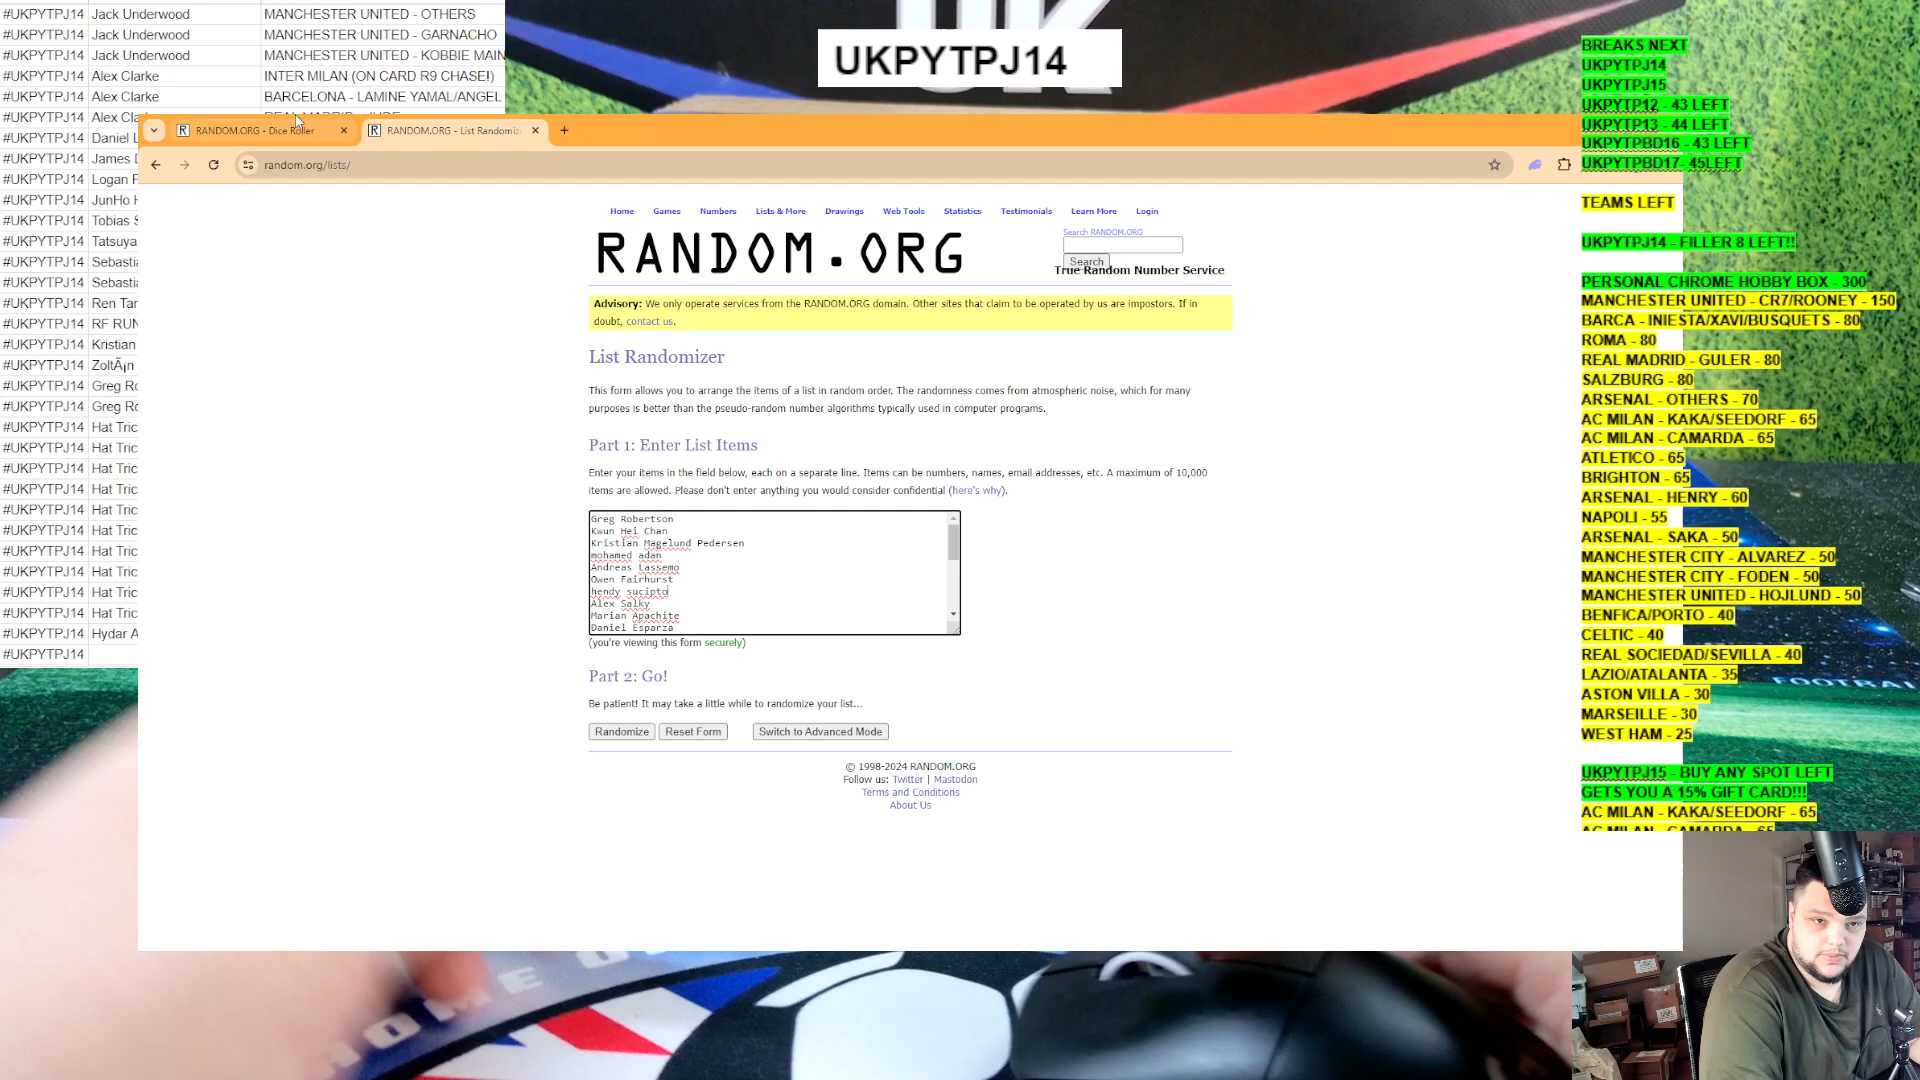 #UKPYTPJ14 Jack Underwood MANCHESTER UNITED - OTHERS
#UKPYTPJ14 Jack Underwood MANCHESTER UNITED - GARNACHO
#UKPYTPJ14 Jack Underwood MANCHESTER UNITED - KOBBIE MAIN
#UKPYTPJ14 Alex Clarke INTER MILAN (ON CARD R9 CHASE!)
#UKPYTPJ14 Alex Clarke BARCELONA - LAMINE YAMAL/ANGEL
#UKPYTPJ14 Alex Cla
#UKPYTPJ14 Daniel L
#UKPYTPJ14 James D
#UKPYTPJ14 Logan F
#UKPYTPJ14 JunHo H
#UKPYTPJ14 Tobias S
#UKPYTPJ14 Tatsuya
#UKPYTPJ14 Sebastia
#UKPYTPJ14 Sebastia
#UKPYTPJ14 Ren Tar
#UKPYTPJ14 RF RUN
#UKPYTPJ14 Kristian
#UKPYTPJ14 ZoltÃ¡n
#UKPYTPJ14 Greg Ro
#UKPYTPJ14 Greg Ro
#UKPYTPJ14 Hat Tric
#UKPYTPJ14 Hat Tric
#UKPYTPJ14 Hat Tric
#UKPYTPJ14 Hat Tric
#UKPYTPJ14 Hat Tric
#UKPYTPJ14 Hat Tric
#UKPYTPJ14 Hat Tric
#UKPYTPJ14 Hat Tric
#UKPYTPJ14 Hat Tric
#UKPYTPJ14 Hat Tric
#UKPYTPJ14 Hydar A
#UKPYTPJ14
UK
UKPYTPJ14
RANDOM.ORG - Dice Roller
RANDOM.ORG - List Randomiz
random.org/lists/
Home Games Numbers Lists & More Drawings Web Tools Statistics Testimonials Learn More Login
RANDOM.ORG
Search RANDOM.ORG
Search
True Random Number Service
Advisory: We only operate services from the RANDOM.ORG domain. Other sites that claim to be operated by us are impostors. If in
doubt, contact us.
List Randomizer
This form allows you to arrange the items of a list in random order. The randomness comes from atmospheric noise, which for many
purposes is better than the pseudo-random number algorithms typically used in computer programs.
Part 1: Enter List Items
Enter your items in the field below, each on a separate line. Items can be numbers, names, email addresses, etc. A maximum of 10,000
items are allowed. Please don't enter anything you would consider confidential (here's why).
Greg Robertson
Kwun Hei Chan
Kristian Magelund Pedersen
mohamed adan
Andreas Lassemo
Owen Fairhurst
hendy sucipto
Alex Salky
Marian Apachite
Daniel Esparza
(you're viewing this form securely)
Part 2: Go!
Be patient! It may take a little while to randomize your list...
Randomize Reset Form Switch to Advanced Mode
© 1998-2024 RANDOM.ORG
Follow us: Twitter | Mastodon
Terms and Conditions
About Us
BREAKS NEXT
UKPYTPJ14
UKPYTPJ15
UKPYTP12 - 43 LEFT
UKPYTP13 - 44 LEFT
UKPYTPBD16 - 43 LEFT
UKPYTPBD17- 45LEFT
TEAMS LEFT
UKPYTPJ14 - FILLER 8 LEFT!!
PERSONAL CHROME HOBBY BOX - 300
MANCHESTER UNITED - CR7/ROONEY - 150
BARCA - INIESTA/XAVI/BUSQUETS - 80
ROMA - 80
REAL MADRID - GULER - 80
SALZBURG - 80
ARSENAL - OTHERS - 70
AC MILAN - KAKA/SEEDORF - 65
AC MILAN - CAMARDA - 65
ATLETICO - 65
BRIGHTON - 65
ARSENAL - HENRY - 60
NAPOLI - 55
ARSENAL - SAKA - 50
MANCHESTER CITY - ALVAREZ - 50
MANCHESTER CITY - FODEN - 50
MANCHESTER UNITED - HOJLUND - 50
BENFICA/PORTO - 40
CELTIC - 40
REAL SOCIEDAD/SEVILLA - 40
LAZIO/ATALANTA - 35
ASTON VILLA - 30
MARSEILLE - 30
WEST HAM - 25
UKPYTPJ15 - BUY ANY SPOT LEFT
GETS YOU A 15% GIFT CARD!!!
AC MILAN - KAKA/SEEDORF - 65
AC MILAN - CAMARDA - 65
FOOTBAL